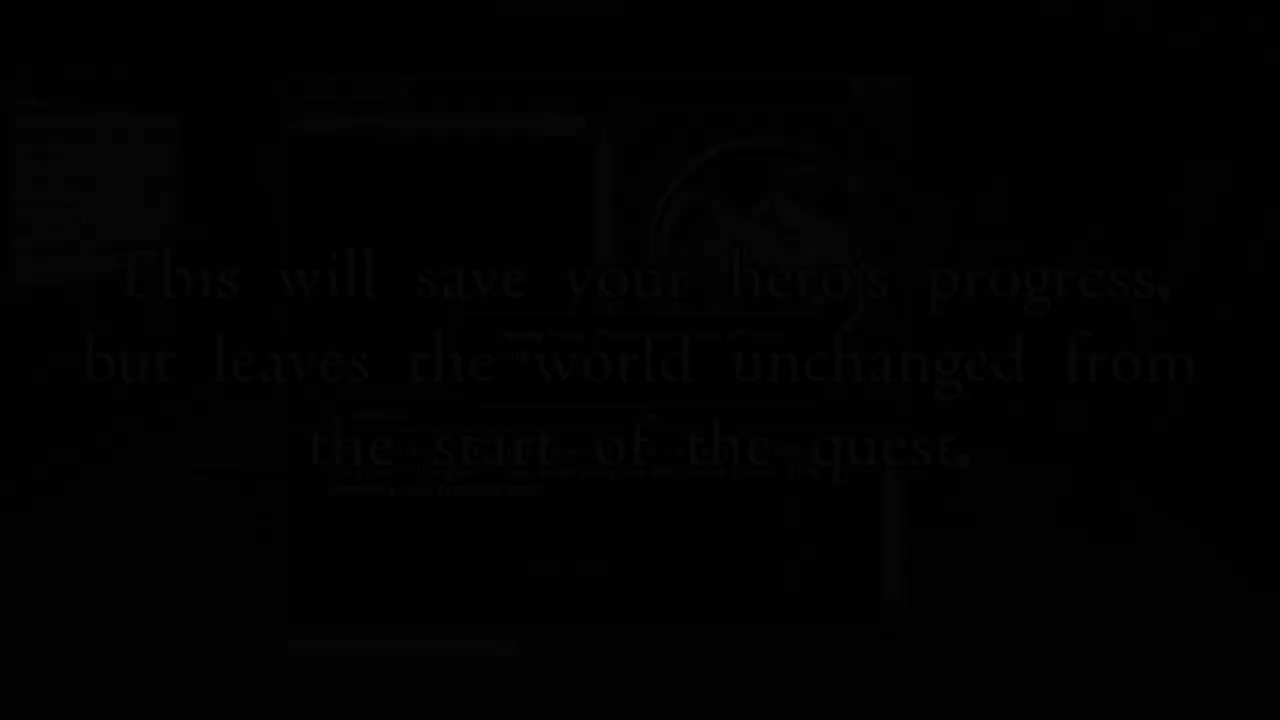 This will save your hero's progress,
but leaves the world unchanged from
the start of the quest.